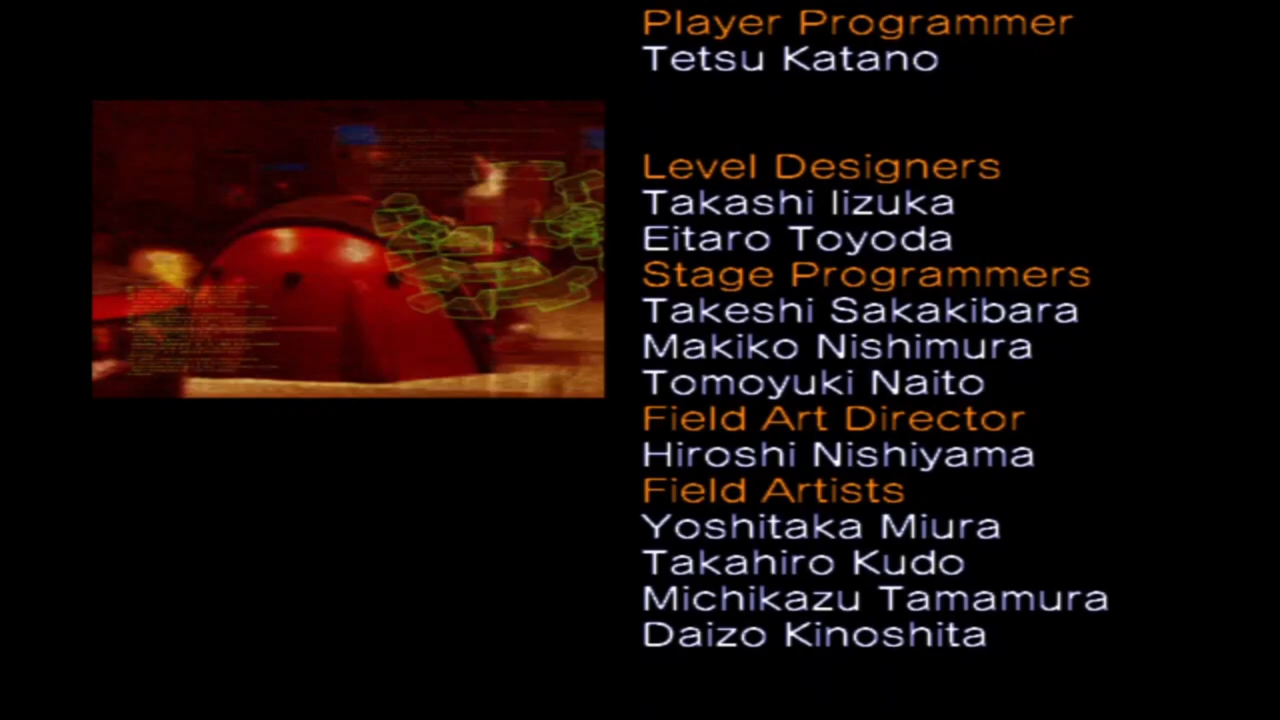 Player Programmer
Tetsu Katano
Level Designers
Takashi Iizuka
Eitaro Toyoda
Stage Programmers
Takeshi Sakakibara
Makiko Nishimura
Tomoyuki Naito
Field Art Director
Hiroshi Nishiyama
Field Artists
Yoshitaka Miura
Takahiro Kudo
Michikazu Tamamura
Daizo Kinoshita